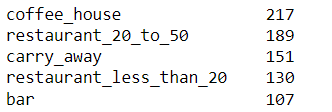 coffee_house 217
restaurant_20_to_50 189
carry_away 151
restaurant_less_than_20 130
bar 107